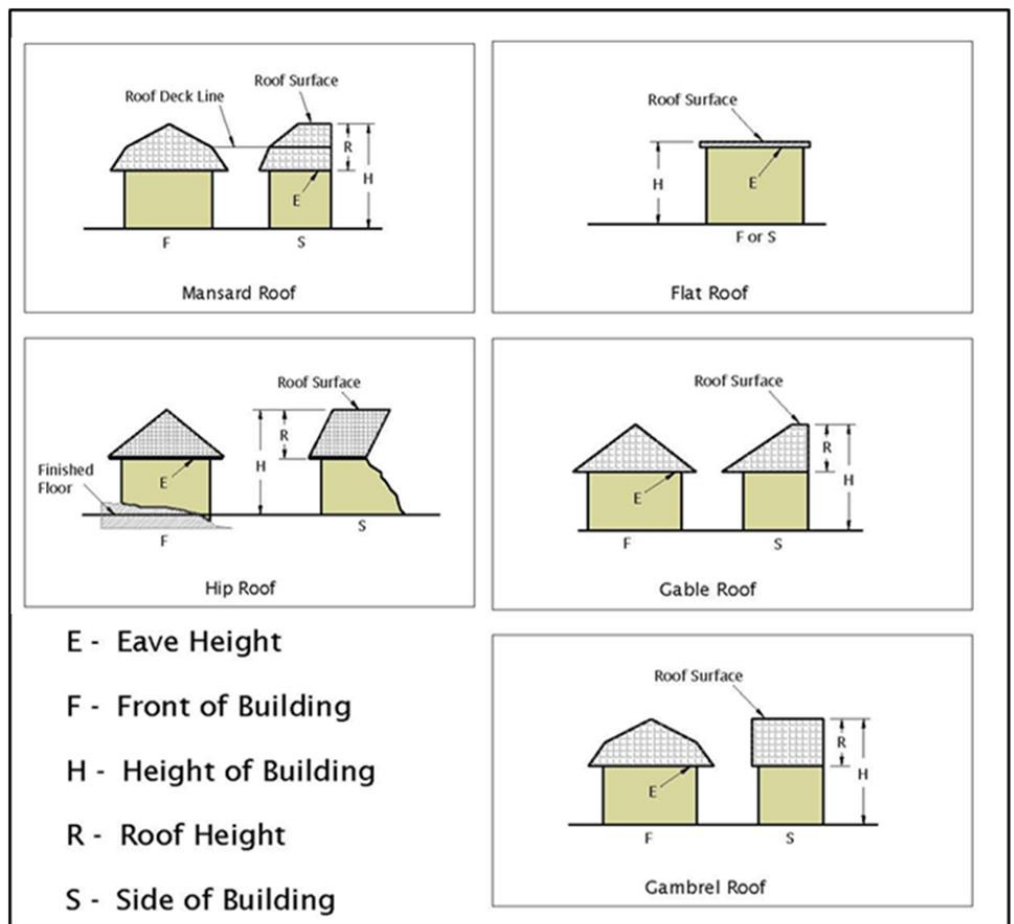 Roof Surface
Roof Deck Line
R
H
E
F
S
Mansard Roof
Roof Surface
H
E
F or S
Flat Roof
Roof Surface
R
H
Finished
Floor
E
F
S
Hip Roof
Roof Surface
R
H
E
F
S
Gable Roof
E - Eave Height
F - Front of Building
H - Height of Building
R - Roof Height
S - Side of Building
Roof Surface
R
H
E
F
S
Gambrel Roof